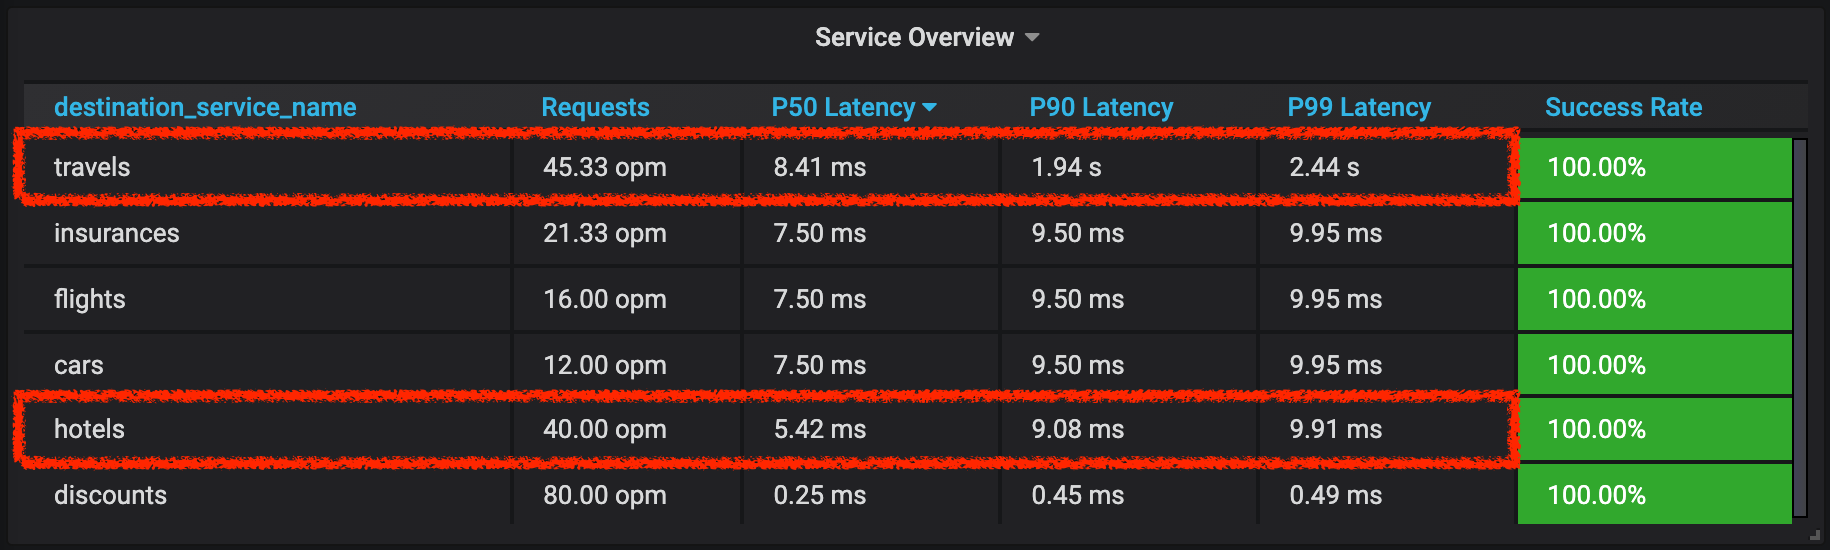 Service Overview
destination_service_name Requests P50 Latency P90 Latency P99 Latency Success Rate
travels 45.33 opm 8.41 ms 1.94 s 2.44 s 100.00%
insurances 21.33 opm 7.50 ms 9.50 ms 9.95 ms 100.00%
flights 16.00 opm 7.50 ms 9.50 ms 9.95 ms 100.00%
cars 12.00 opm 7.50 ms 9.50 ms 9.95 ms 100.00%
hotels 40.00 opm 5.42 ms 9.08 ms 9.91 ms 100.00%
discounts 80.00 opm 0.25 ms 0.45 ms 0.49 ms 100.00%